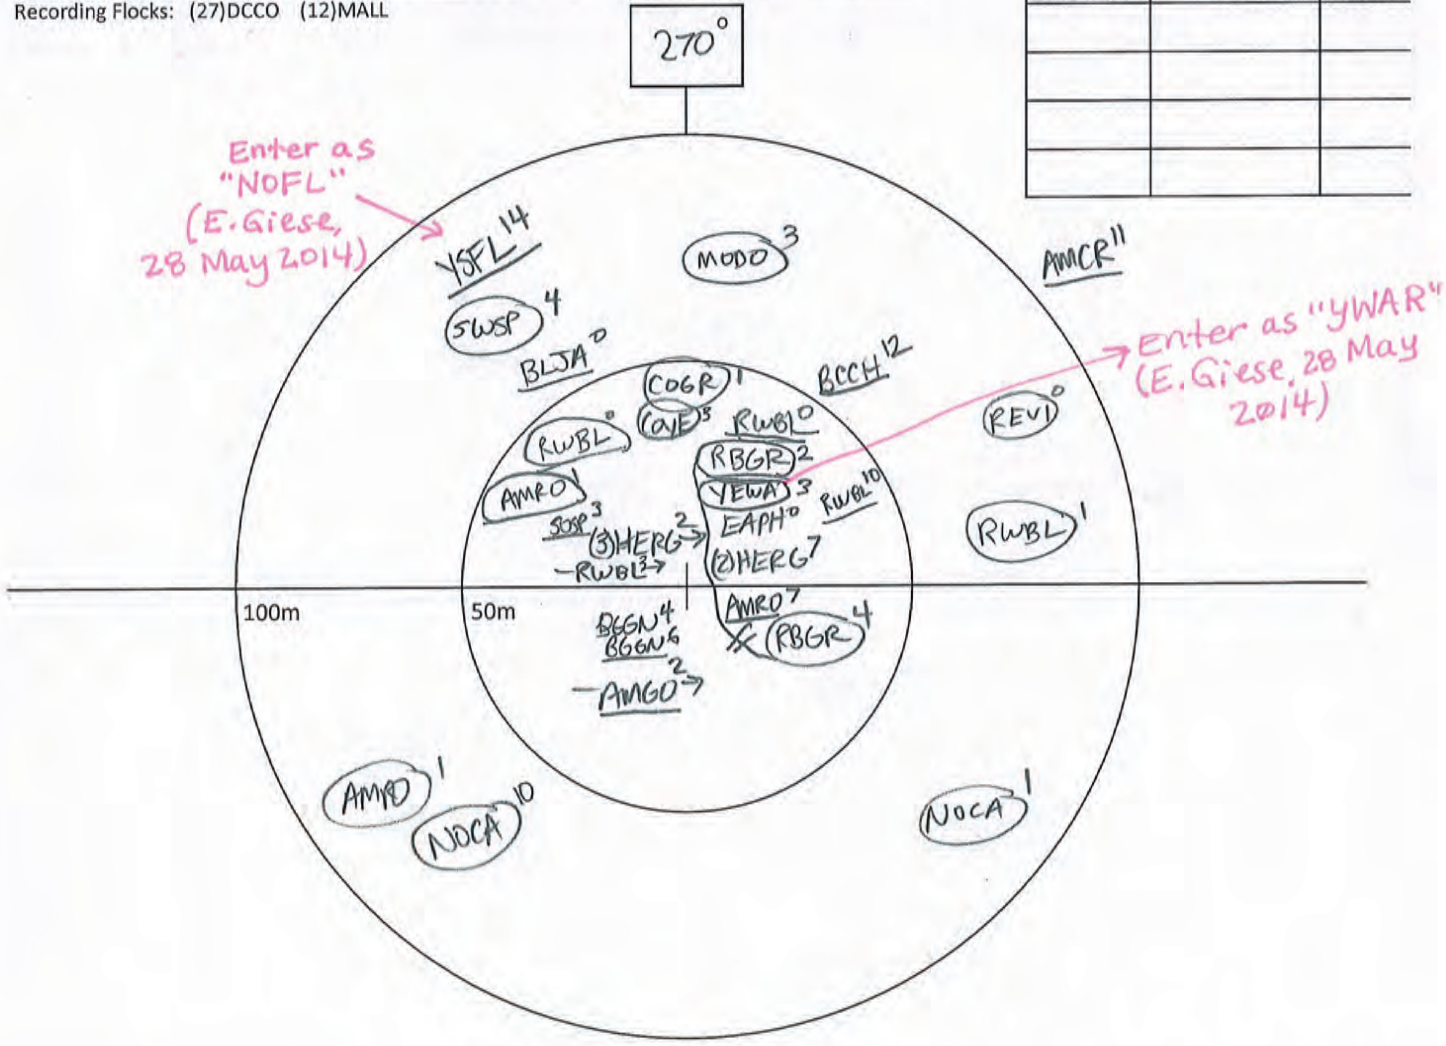 Recording Flocks: (27)DCCO (12)MALL
270°
Enter as
"NOFL"
(E. Giese,
28 May 2014)
YSFL 14
MODO 3
AMCR 11
SWSP 4
Enter as "YWAR"
(E. Giese, 28 May
2014)
BLJA 0
BCCH 12
COGR 1
COYE 3
RWBL 0
RWBL 0
REVI 0
RBGR 2
AMRO 1
YEWA 3
RWBL 10
SOSP 3
EAPH 0
RWBL 1
(3)HERG 2
(2)HERG 7
RWBL 3
100m
50m
BGGN 4
AMRO 7
BGGN 6
RBGR 4
AMGO 2
AMRO 1
NOCA 10
NOCA 1